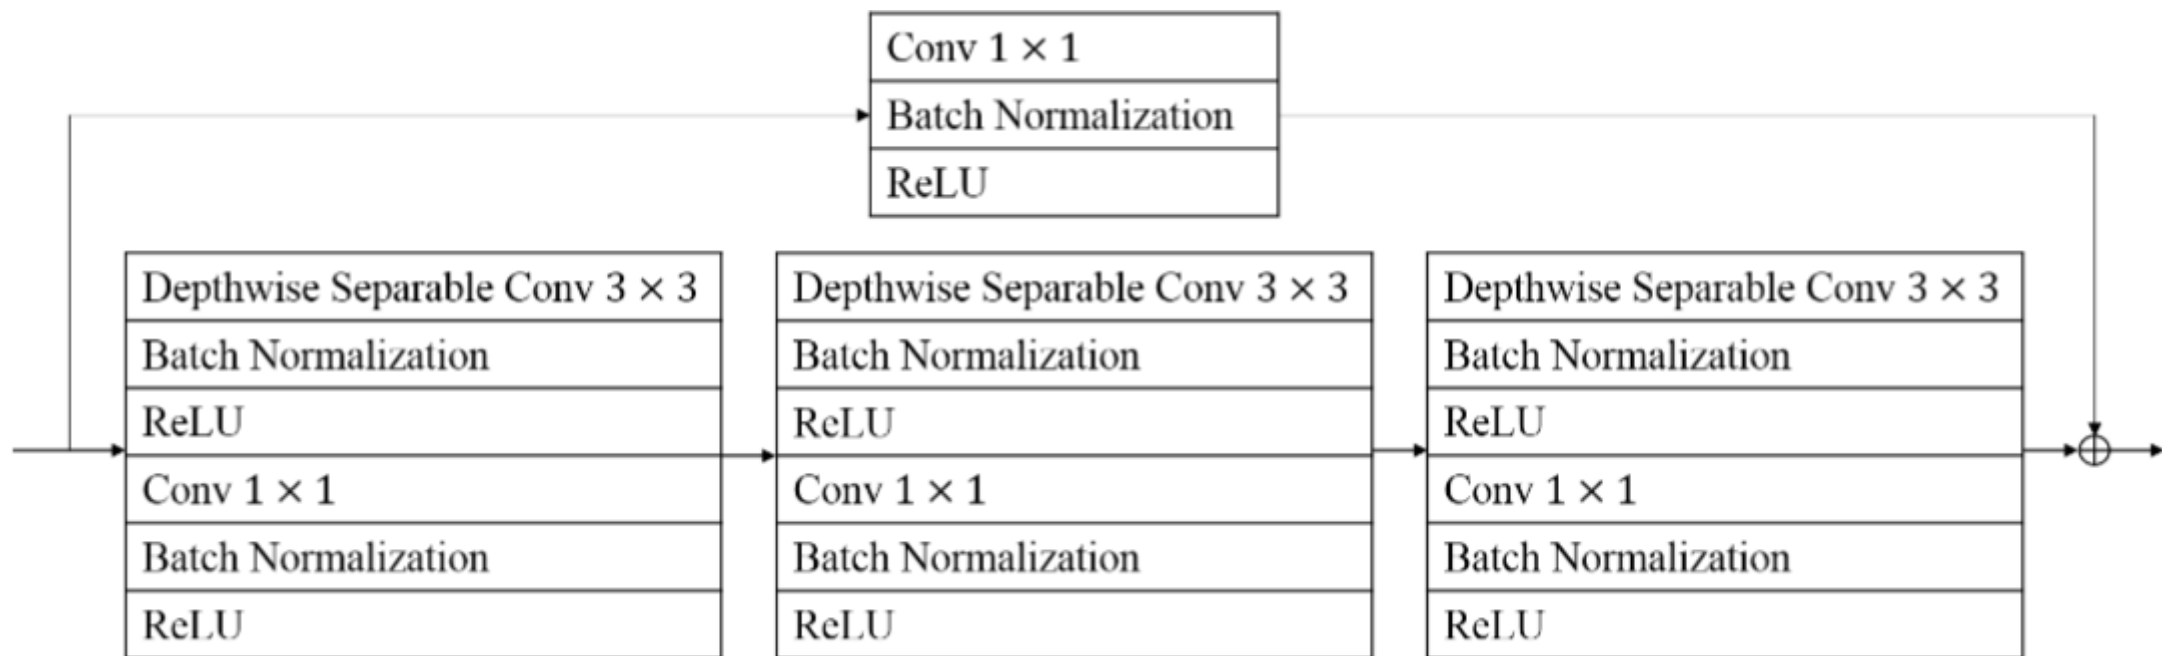 Conv 1 × 1
Batch Normalization
ReLU
Depthwise Separable Conv 3 × 3
Batch Normalization
ReLU
Conv 1 × 1
Batch Normalization
ReLU
Depthwise Separable Conv 3 × 3
Batch Normalization
ReLU
Conv 1 × 1
Batch Normalization
ReLU
Depthwise Separable Conv 3 × 3
Batch Normalization
ReLU
Conv 1 × 1
Batch Normalization
ReLU